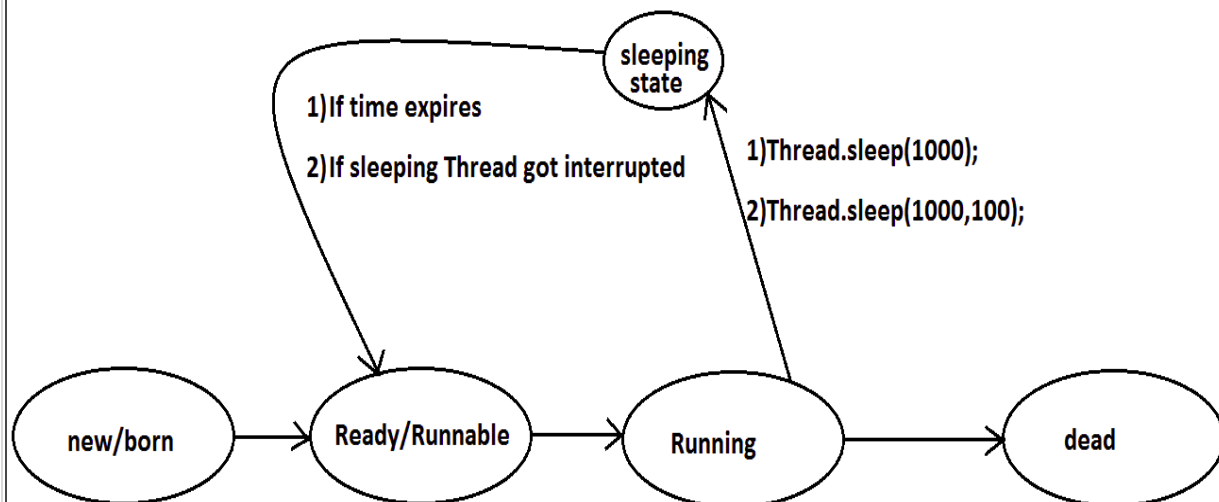 sleeping
state
1)If time expires
2)If sleeping Thread got interrupted
1)Thread.sleep(1000);
2)Thread.sleep(1000,100);
new/born
Ready/Runnable
Running
dead